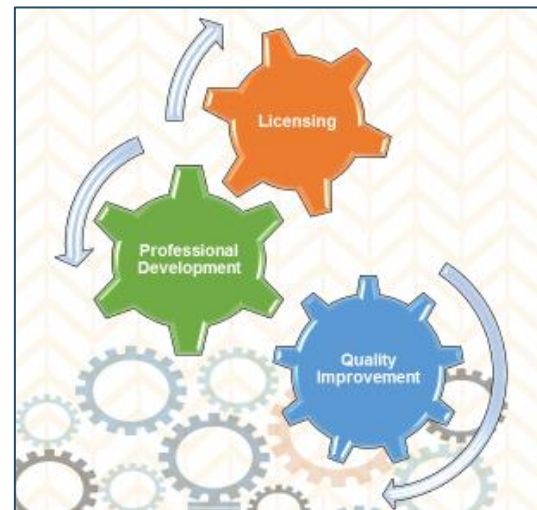 Licensing
Professional
Development
Quality
Improvement